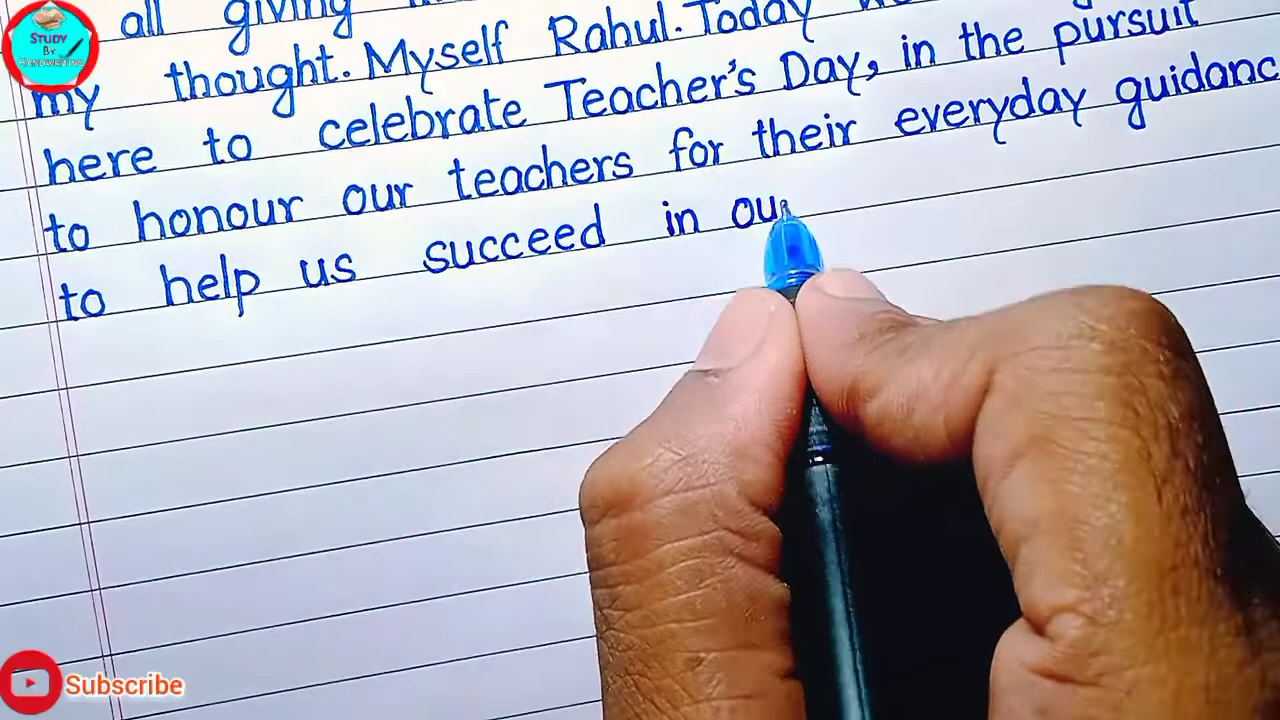 STUDY
By
HANDWRITING
all giving
my thought. Myself Rahul. Today
here to celebrate Teacher's Day, in the pursuit
to honour our teachers for their everyday guidanc
to help us succeed in ou
Subscribe